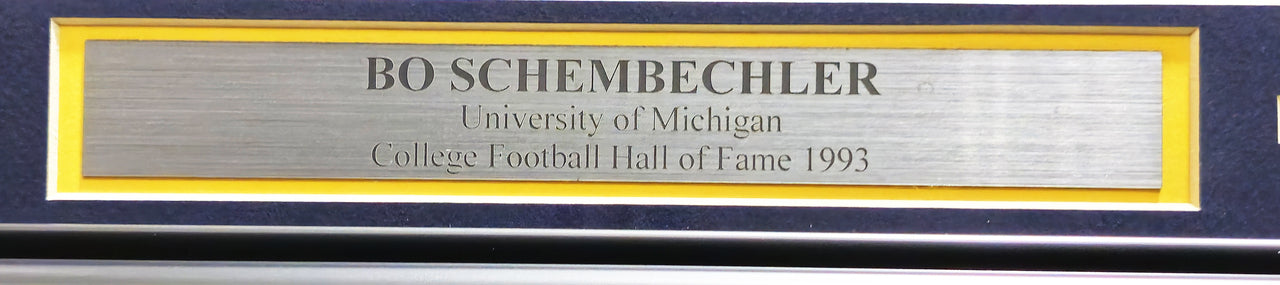 BO SCHEMBECHLER
University of Michigan
College Football Hall of Fame 1993